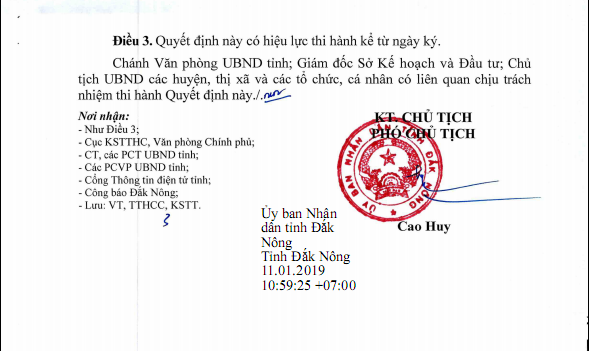 Điều 3. Quyết định này có hiệu lực thi hành kể từ ngày ký.
Chánh Văn phòng UBND tỉnh; Giám đốc Sở Kế hoạch và Đầu tư; Chủ
tịch UBND các huyện, thị xã và các tổ chức, cá nhân có liên quan chịu trách
nhiệm thi hành Quyết định này./.
Nơi nhận:
- Như Điều 3;
- Cục KSTTHC, Văn phòng Chính phủ;
- CT, các PCT UBND tỉnh;
- Các PCVP UBND tỉnh;
- Cổng Thông tin điện tử tỉnh;
- Công báo Đắk Nông;
- Lưu: VT, TTHCC, KSTT.
3
KT. CHỦ TỊCH
PHÓ CHỦ TỊCH
ỦY BAN NHÂN DÂN TỈNH ĐẮK NÔNG
Cao Huy
Ủy ban Nhận
dân tỉnh Đắk
Nông
Tỉnh Đắk Nông
11.01.2019
10:59:25 +07:00